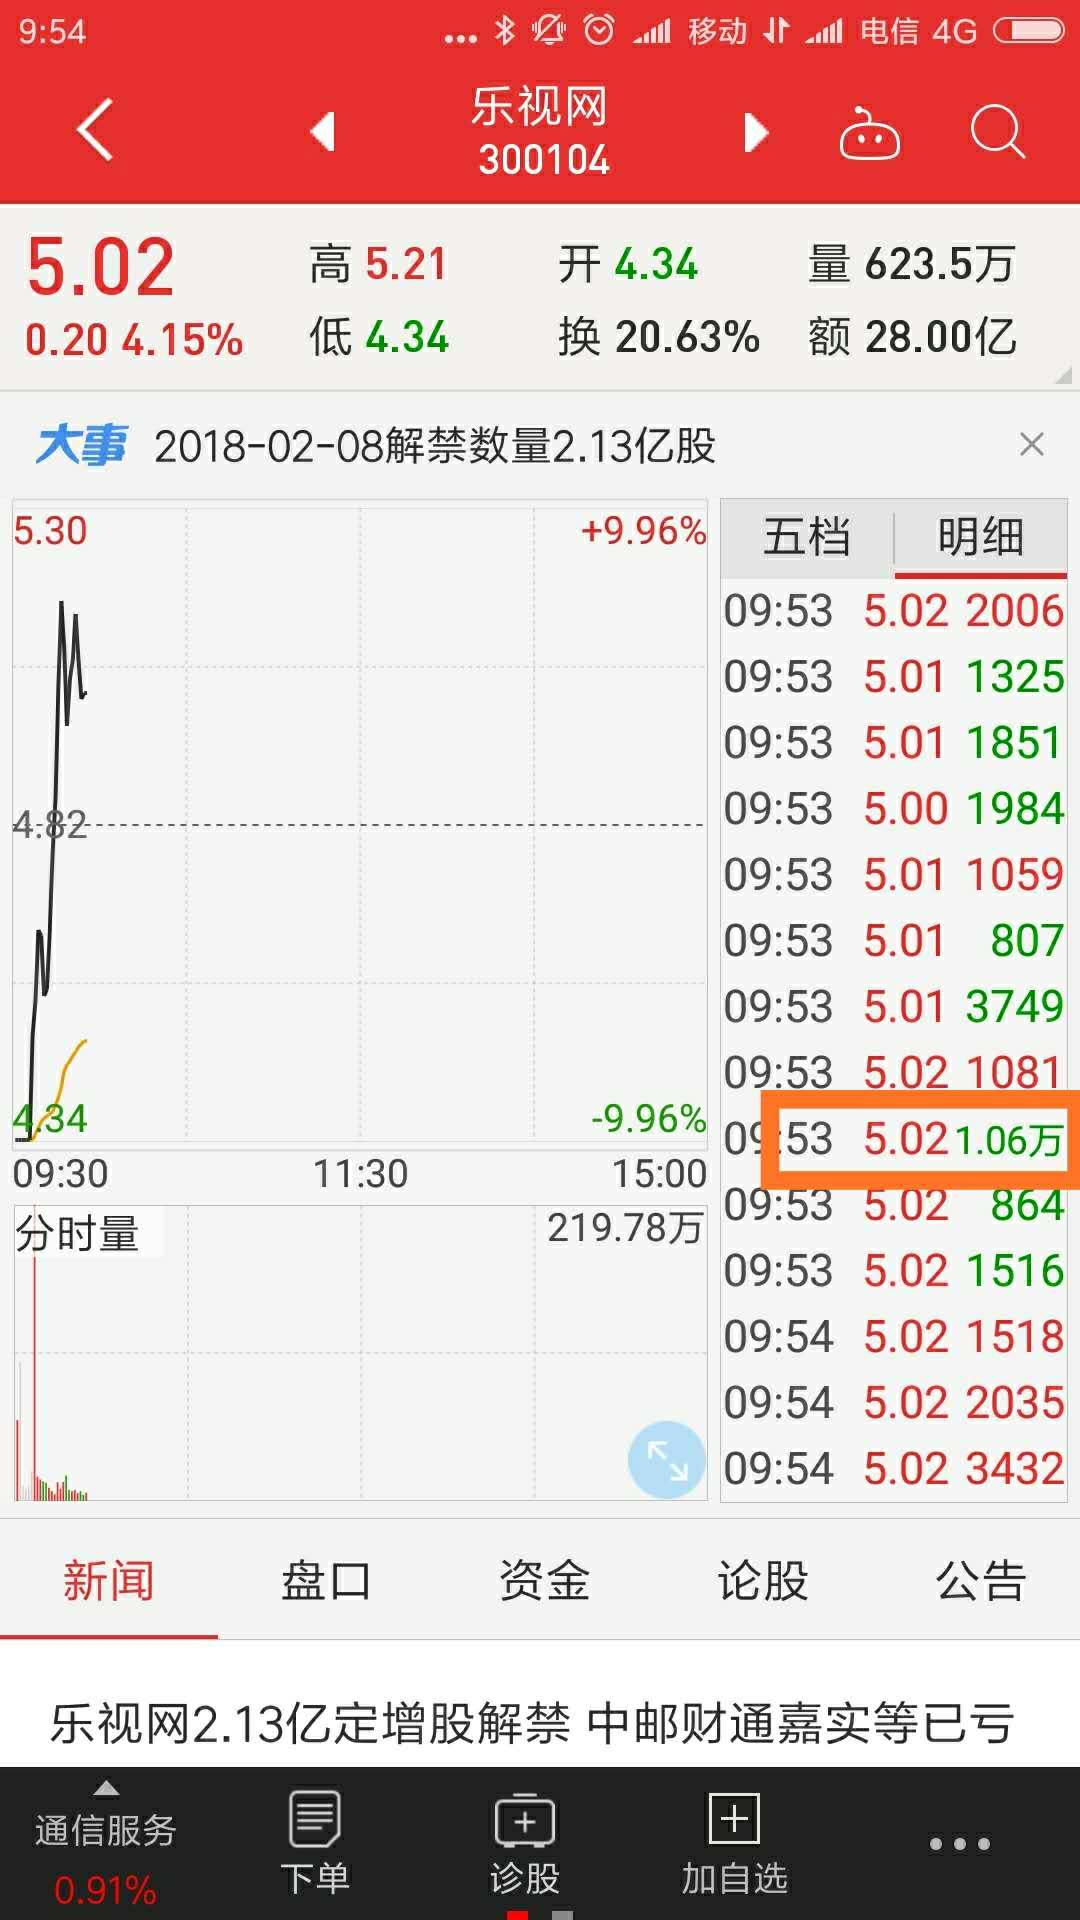 9:54 ... 移动 电信 4G
乐视网
300104
5.02 高 5.21 开 4.34 量 623.5万
0.20 4.15% 低 4.34 换 20.63% 额 28.00亿
大事 2018-02-08解禁数量2.13亿股 ×
五档 明细
5.30 +9.96%
4.82
4.34 -9.96%
09:30 11:30 15:00
分时量 219.78万
09:53 5.02 2006
09:53 5.01 1325
09:53 5.01 1851
09:53 5.00 1984
09:53 5.01 1059
09:53 5.01 807
09:53 5.01 3749
09:53 5.02 1081
09:53 5.02 1.06万
09:53 5.02 864
09:53 5.02 1516
09:54 5.02 1518
09:54 5.02 2035
09:54 5.02 3432
新闻 盘口 资金 论股 公告
乐视网2.13亿定增股解禁 中邮财通嘉实等已亏
通信服务 下单 诊股 加自选
0.91%